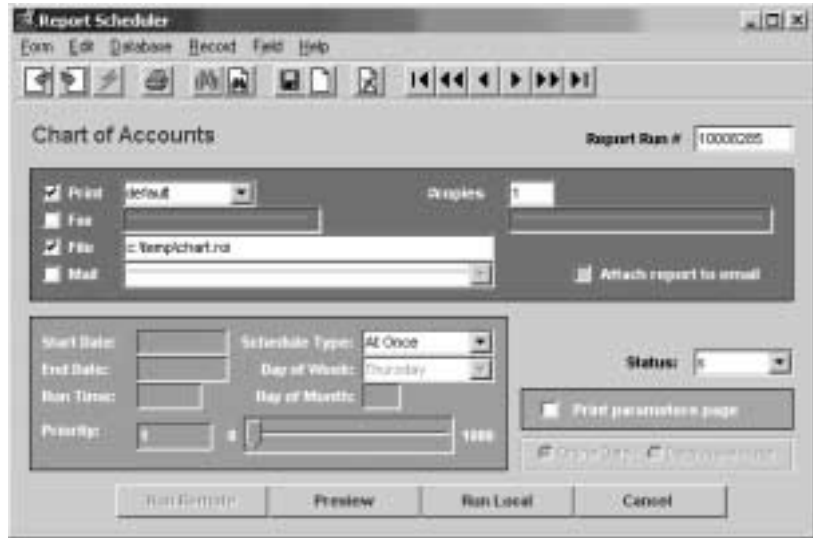 Report Scheduler
Form Edit Database Record Field Help
Chart of Accounts Report Run # 10006285
Print default #copies 1
Fax
File c:\temp\chart.roi
Mail Attach report to email
Start Date: Schedule Type: At Once
End Date: Day of Week: Thursday
Run Time: Day of Month:
Status: s
Print parameters page
Priority: 0 1000
Run Remote Preview Run Local Cancel